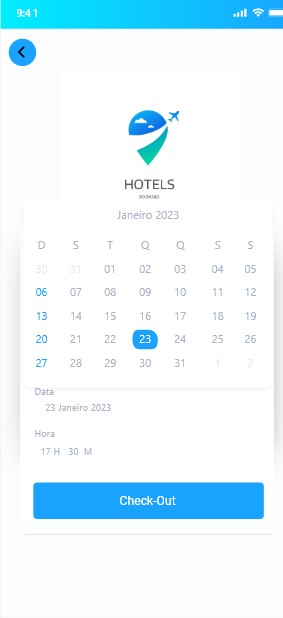 9:41
HOTELS
BOOKING
Janeiro 2023
D S T Q Q S S
30 31 01 02 03 04 05
06 07 08 09 10 11 12
13 14 15 16 17 18 19
20 21 22 23 24 25 26
27 28 29 30 31 1 2
Data
23 Janeiro 2023
Hora
17 H 30 M
Check-Out